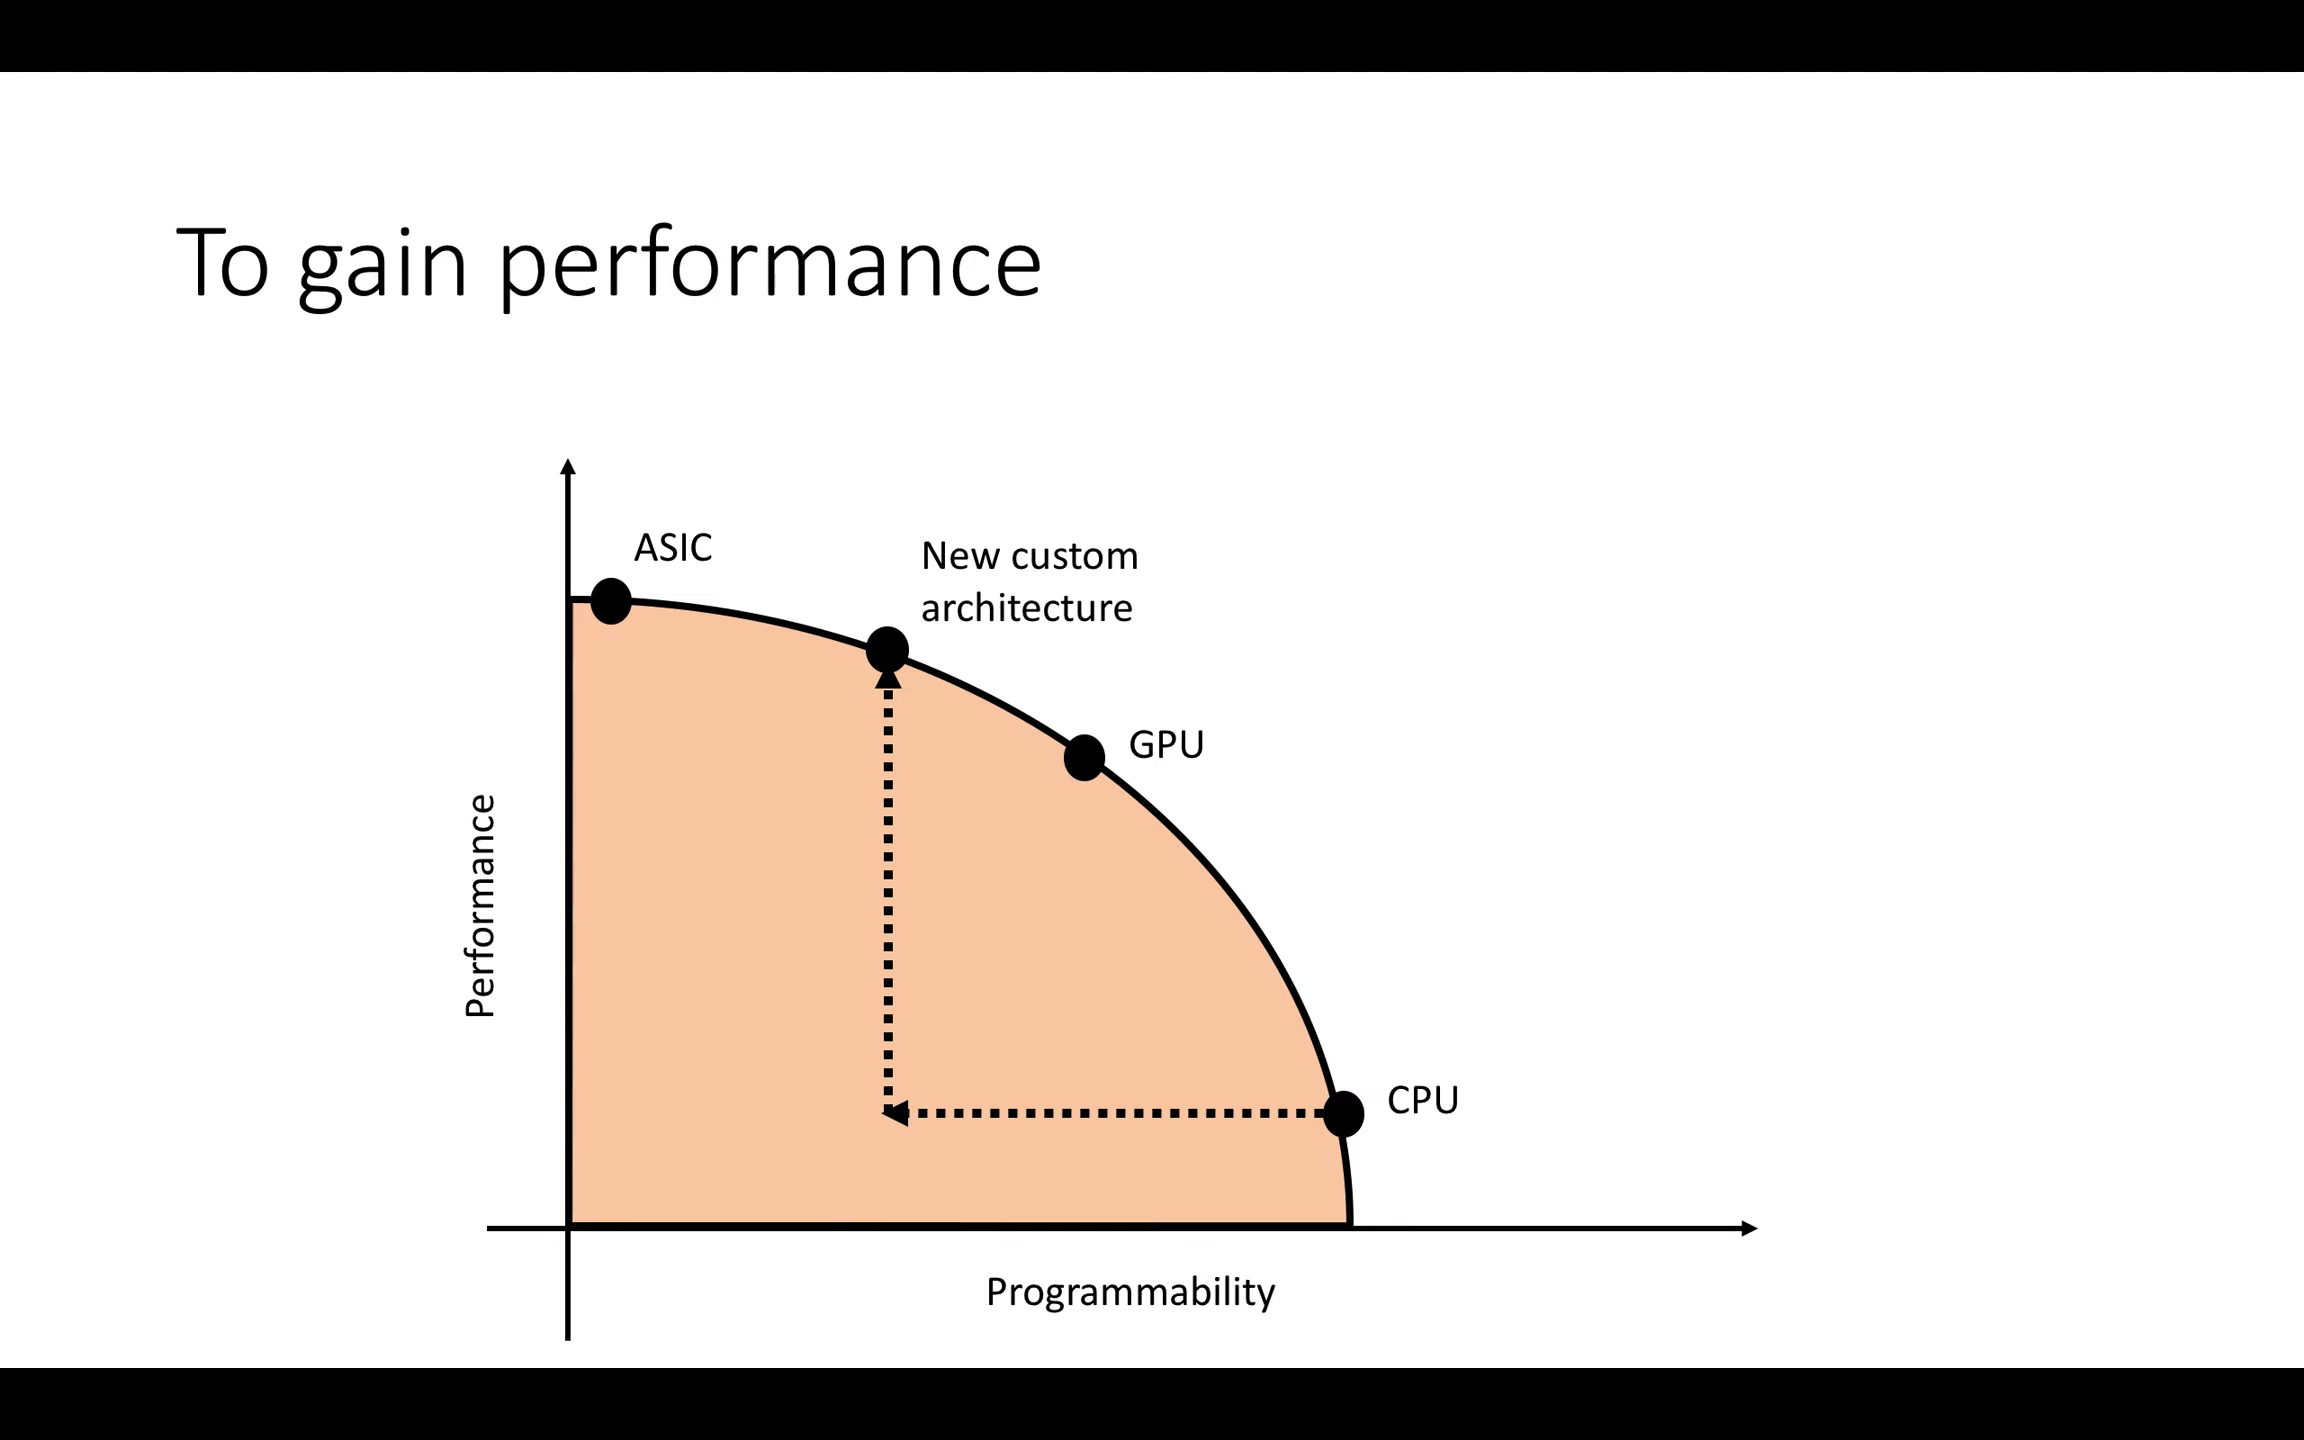 To gain performance
ASIC
New custom
architecture
GPU
Performance
CPU
Programmability